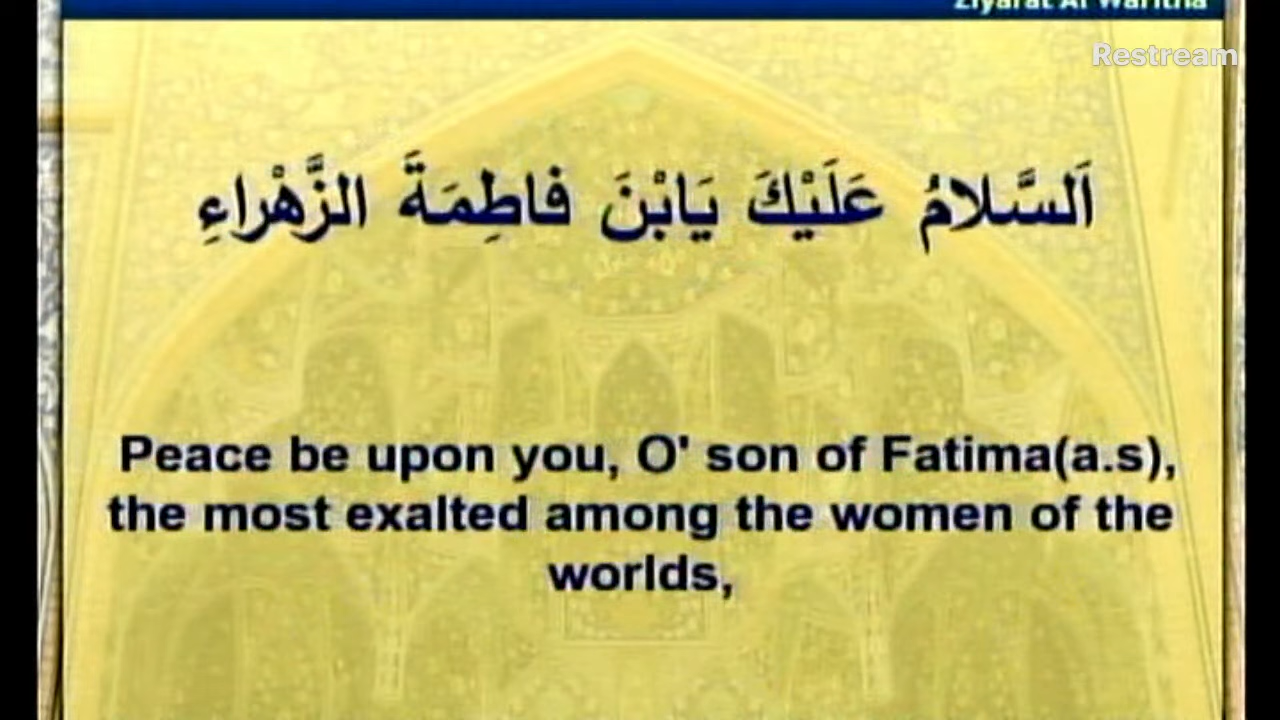 Ziyarat Al Waritha
Restream
اَلسَّلامُ عَلَيْكَ يَابْنَ فاطِمَةَ الزَّهْراءِ
Peace be upon you, O' son of Fatima(a.s),
the most exalted among the women of the
worlds,